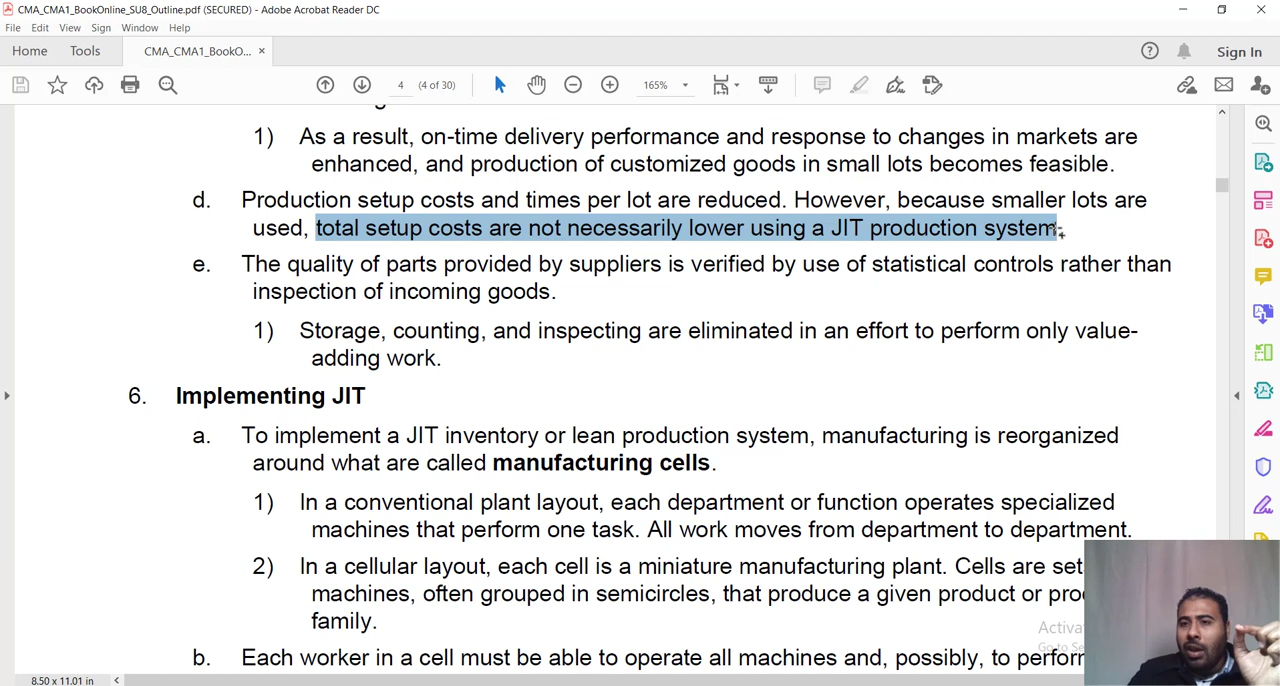 CMA_CMA1_BookOnline_SU8_Outline.pdf (SECURED) - Adobe Acrobat Reader DC
File Edit View Sign Window Help
Home Tools CMA_CMA1_BookO... × Sign In
4 (4 of 30) 165%
1) As a result, on-time delivery performance and response to changes in markets are
enhanced, and production of customized goods in small lots becomes feasible.
d. Production setup costs and times per lot are reduced. However, because smaller lots are
used, total setup costs are not necessarily lower using a JIT production system.
e. The quality of parts provided by suppliers is verified by use of statistical controls rather than
inspection of incoming goods.
1) Storage, counting, and inspecting are eliminated in an effort to perform only value-
adding work.
6. Implementing JIT
a. To implement a JIT inventory or lean production system, manufacturing is reorganized
around what are called manufacturing cells.
1) In a conventional plant layout, each department or function operates specialized
machines that perform one task. All work moves from department to department.
2) In a cellular layout, each cell is a miniature manufacturing plant. Cells are set
machines, often grouped in semicircles, that produce a given product or pro
family.
Activa
Go to Se
b. Each worker in a cell must be able to operate all machines and, possibly, to perfor
8.50 x 11.01 in